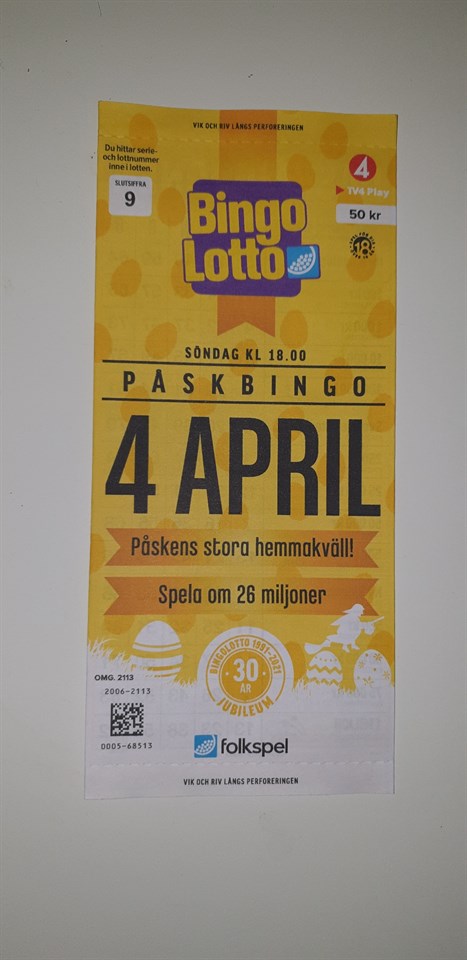 VIK OCH RIV LÄNGS PERFORERINGEN
Du hittar serie-
och lottnummer
inne i lotten.
SLUTSIFFRA
9
4
TV4 Play
50 kr
18
Bingo
Lotto
SÖNDAG KL 18.00
PÅSKBINGO
4 APRIL
Påskens stora hemmakväll!
Spela om 26 miljoner
BINGOLOTTO 1991-2021
30
ÅR
JUBILEUM
OMG. 2113
2006-2113
0005-68513
folkspel
VIK OCH RIV LÄNGS PERFORERINGEN